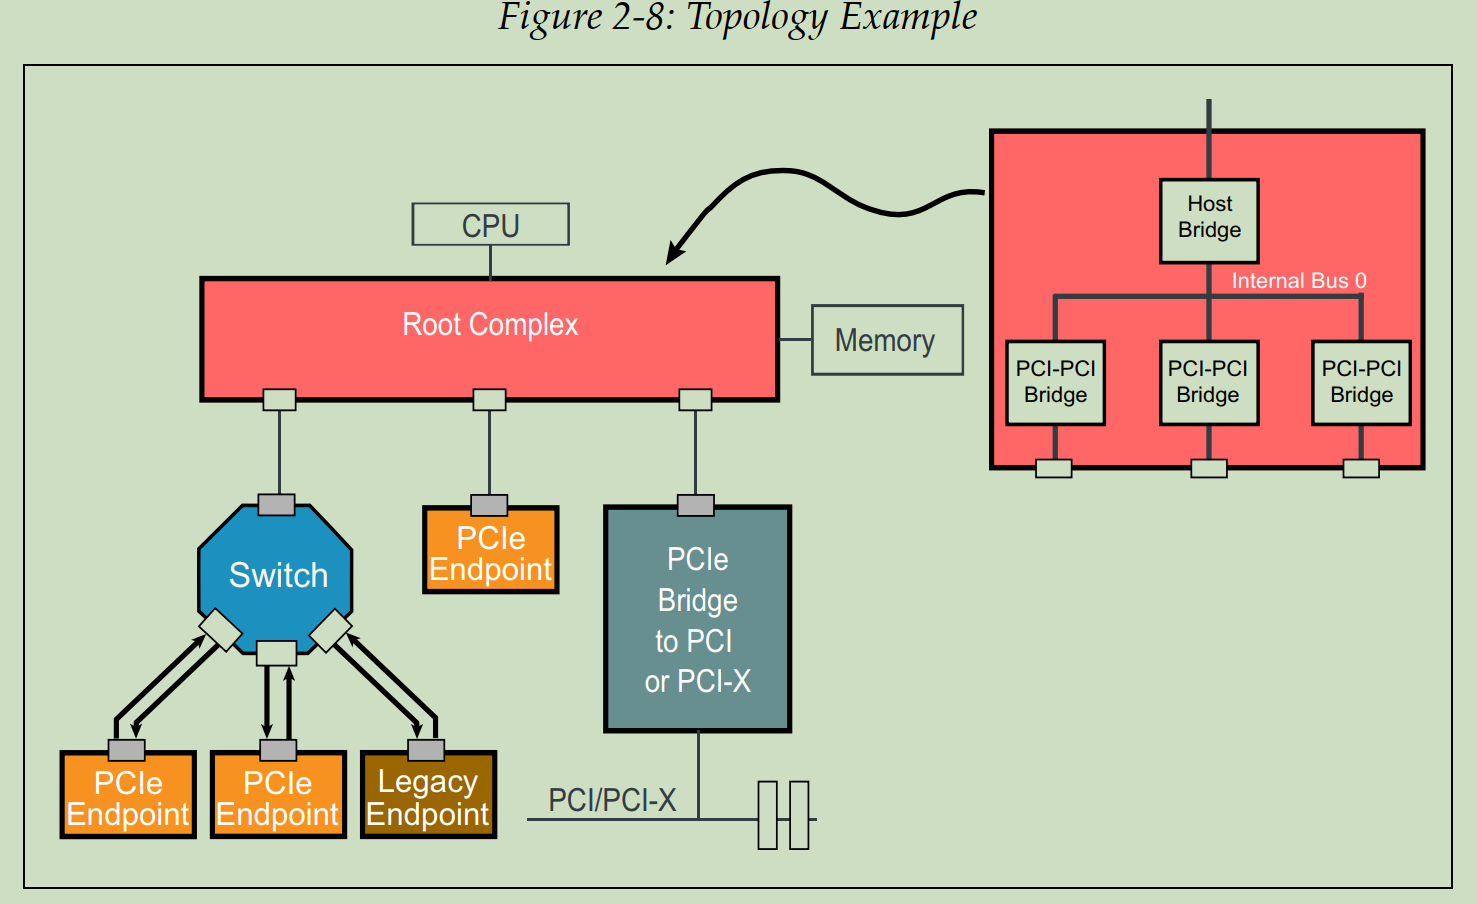 Figure 2-8: Topology Example
CPU
Root Complex
Memory
Host
Bridge
Internal Bus 0
PCI-PCI
Bridge
PCI-PCI
Bridge
PCI-PCI
Bridge
Switch
PCIe
Endpoint
PCIe
Bridge
to PCI
or PCI-X
PCIe
Endpoint
PCIe
Endpoint
Legacy
Endpoint
PCI/PCI-X